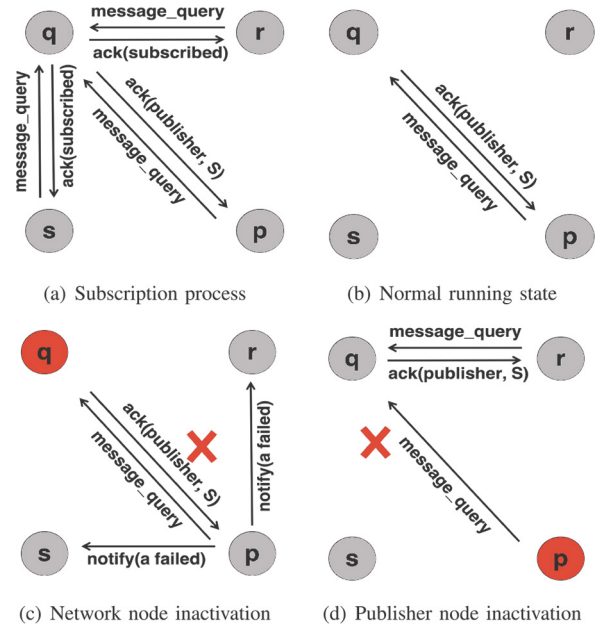 q
message_query
r
ack(subscribed)
message_query
ack(subscribed)
ack(publisher, S)
message_query
s
p
(a) Subscription process
q
r
ack(publisher, S)
message_query
s
p
(b) Normal running state
q
r
ack(publisher, S)
message_query
notify(a failed)
s
notify(a failed)
p
(c) Network node inactivation
q
message_query
r
ack(publisher, S)
message_query
s
p
(d) Publisher node inactivation